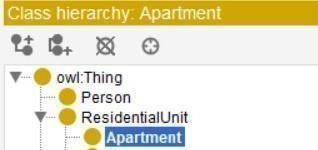 Class hierarchy: Apartment
owl:Thing
Person
ResidentialUnit
Apartment